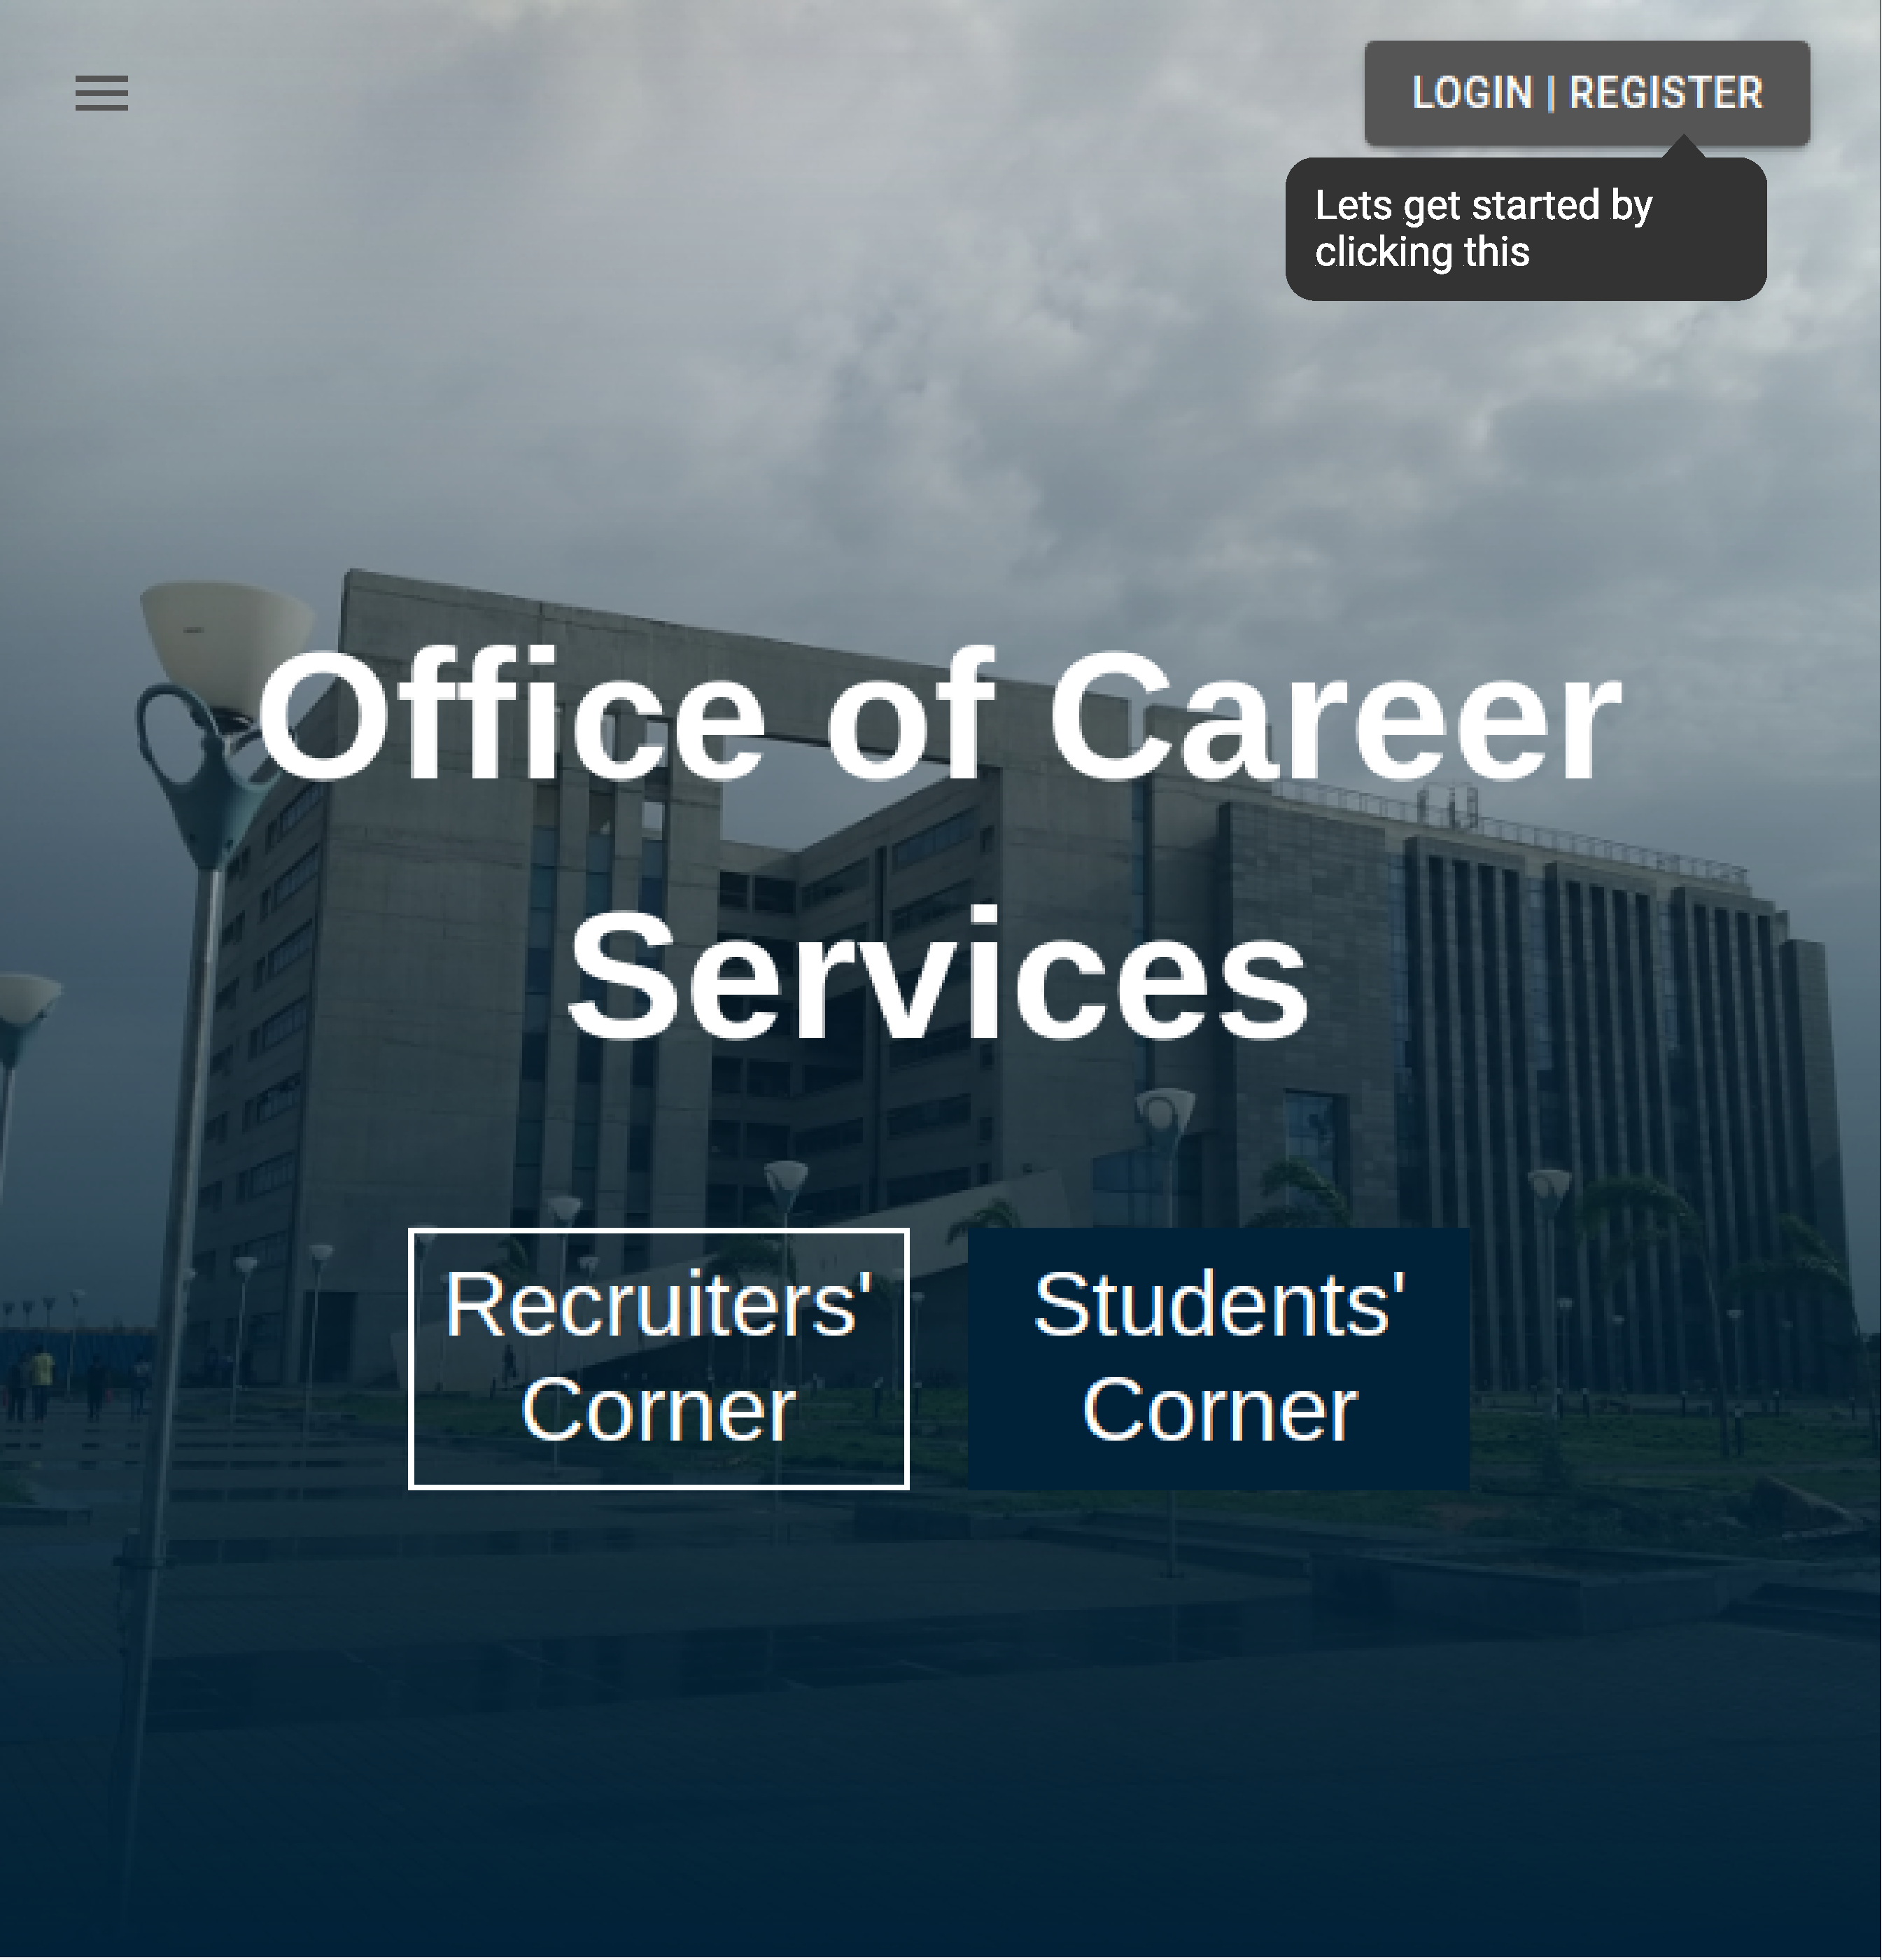 LOGIN | REGISTER
Lets get started by
clicking this
Office of Career
Services
Recruiters'
Corner
Students'
Corner